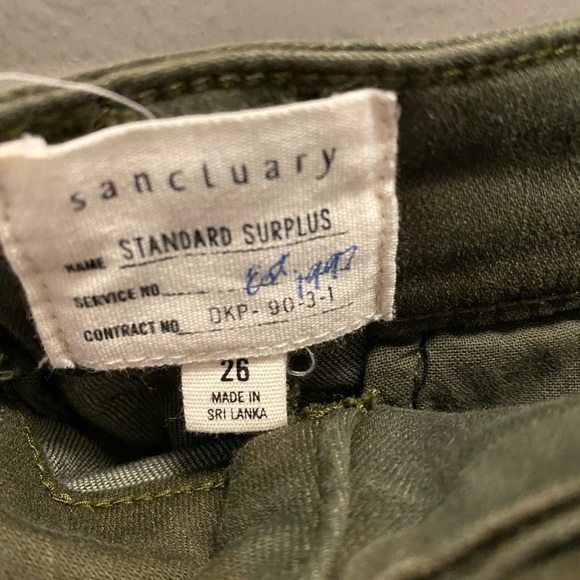 sanctuary
NAME STANDARD SURPLUS
SERVICE NO. Est. 1997
CONTRACT NO. DKP-90-3-1
26
MADE IN
SRI LANKA